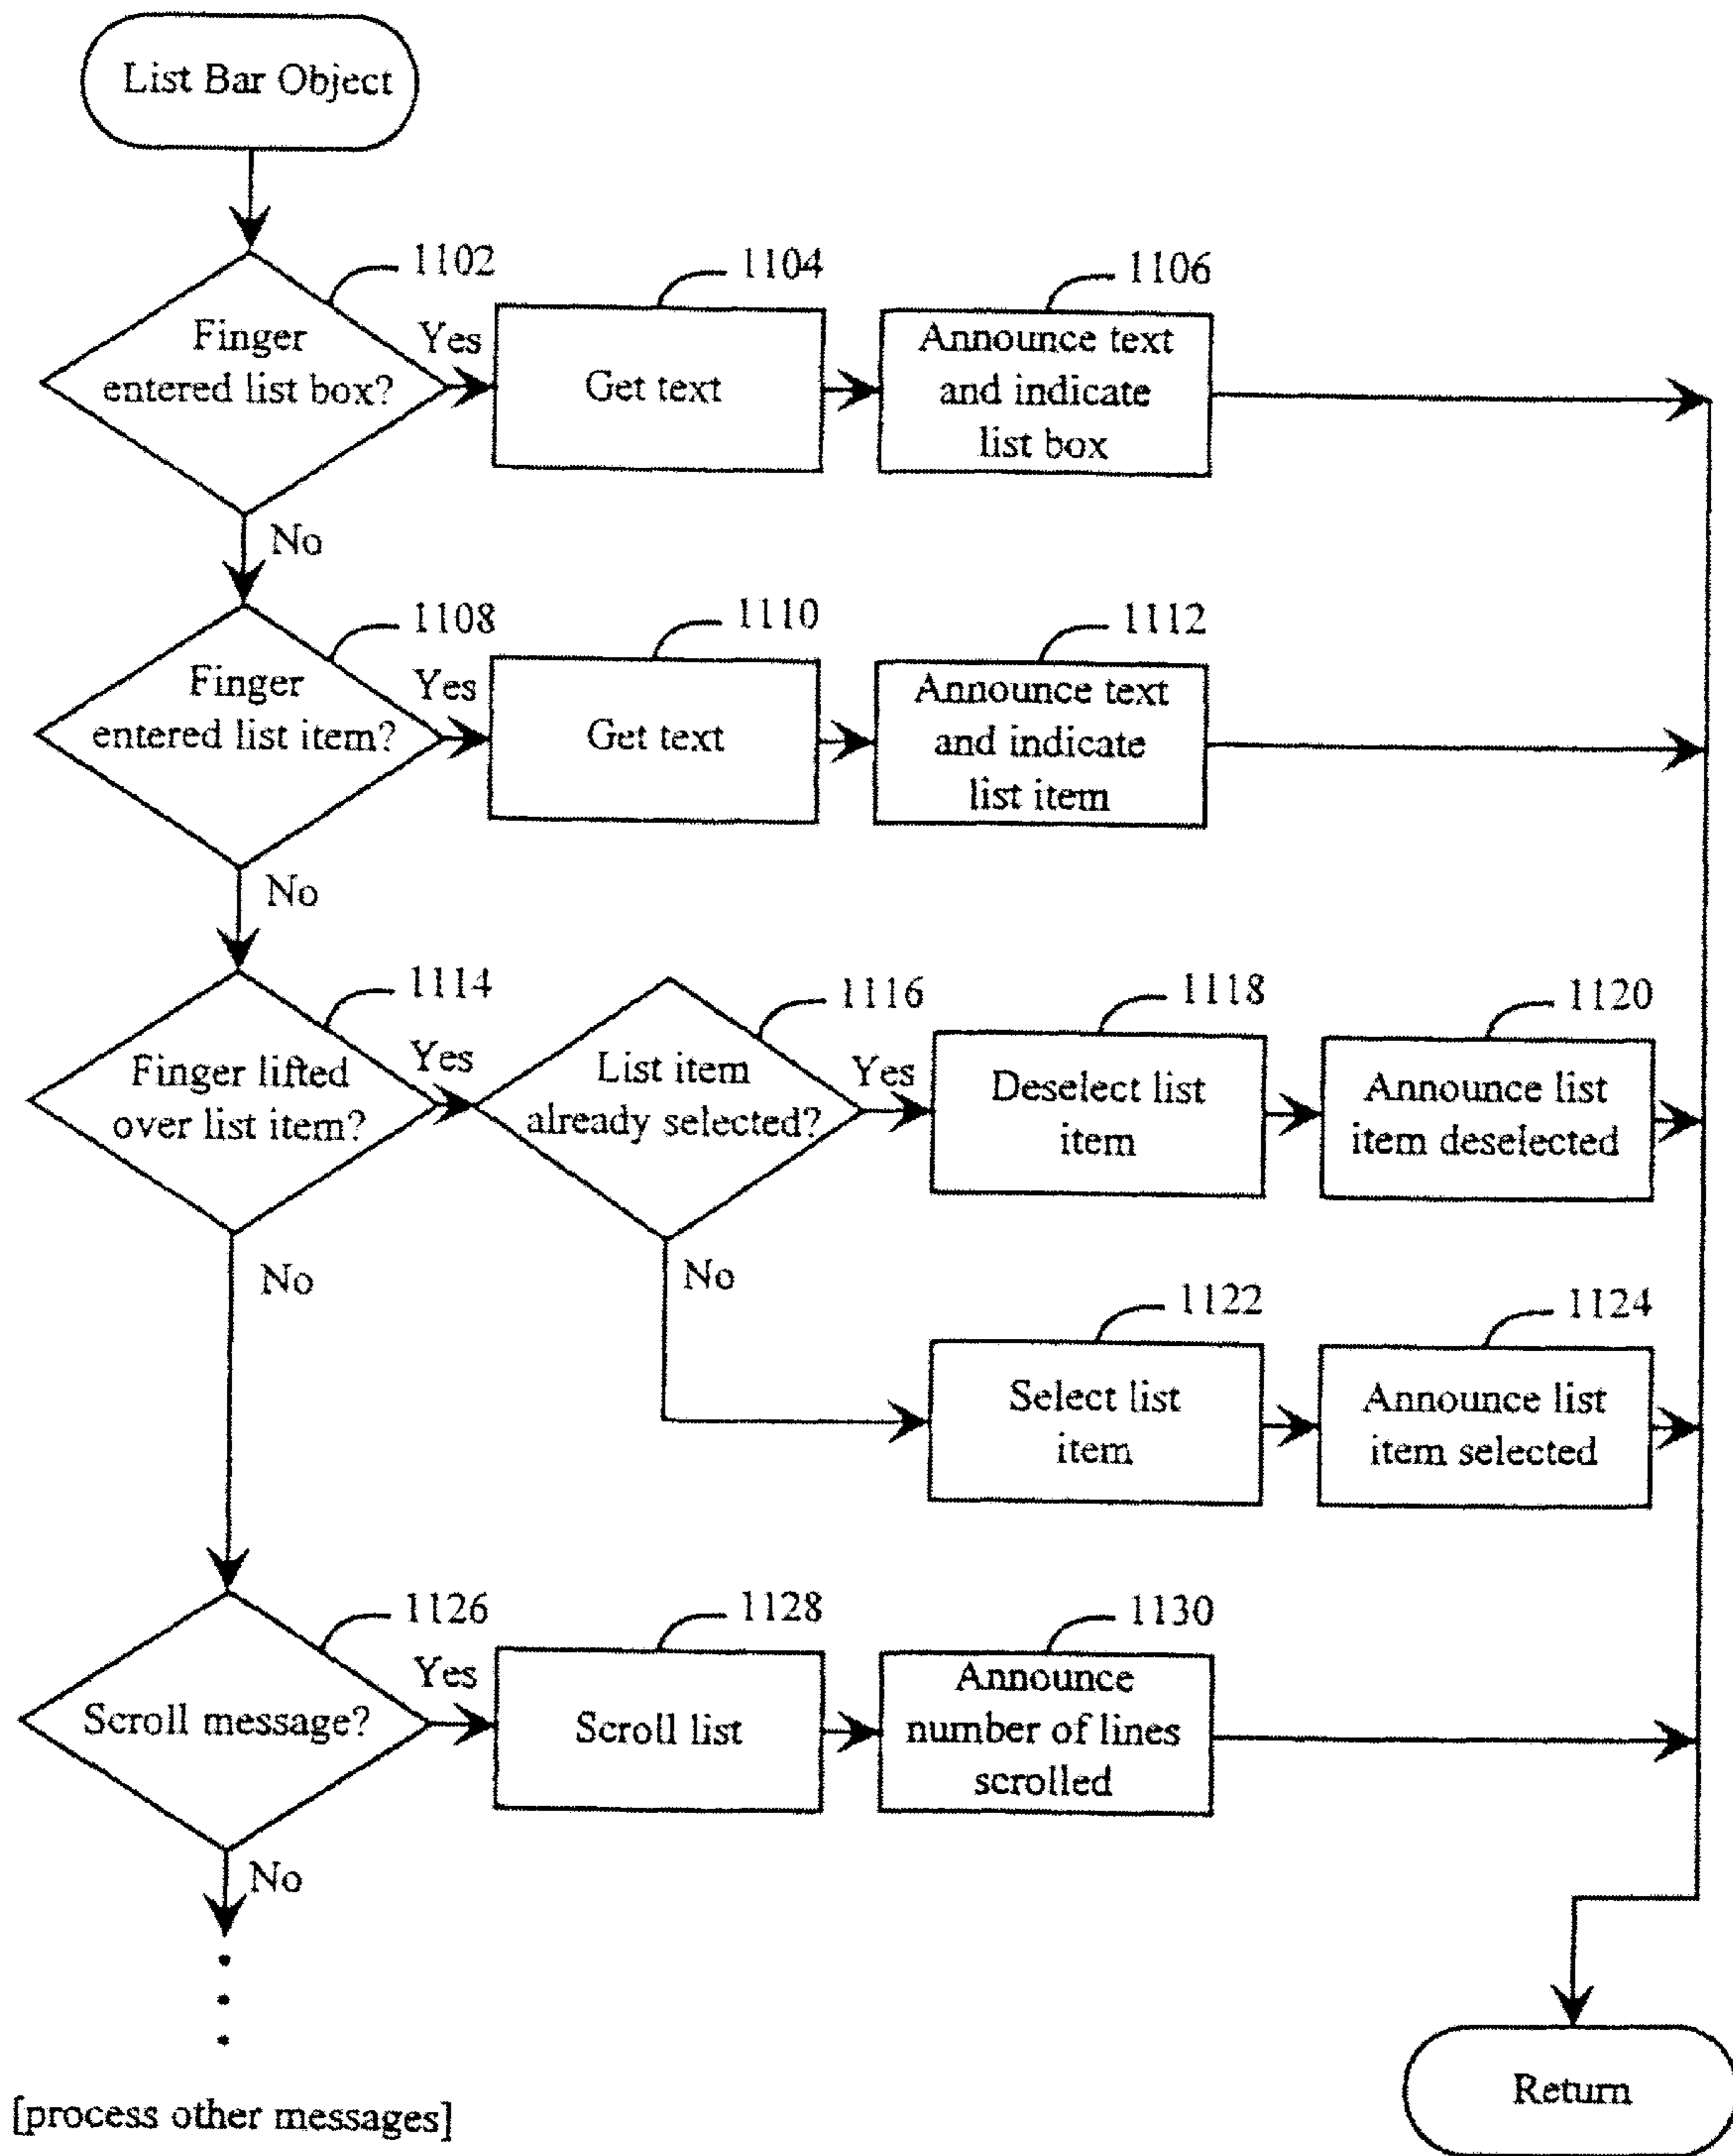 List Bar Object
1102
1104
1106
Finger
entered list box?
Yes
Get text
Announce text
and indicate
list box
No
1108
1110
1112
Finger
entered list item?
Yes
Get text
Announce text
and indicate
list item
No
1114
1116
1118
1120
Finger lifted
over list item?
Yes
List item
already selected?
Yes
Deselect list
item
Announce list
item deselected
No
No
1122
1124
Select list
item
Announce list
item selected
1126
1128
1130
Scroll message?
Yes
Scroll list
Announce
number of lines
scrolled
No
[process other messages]
Return